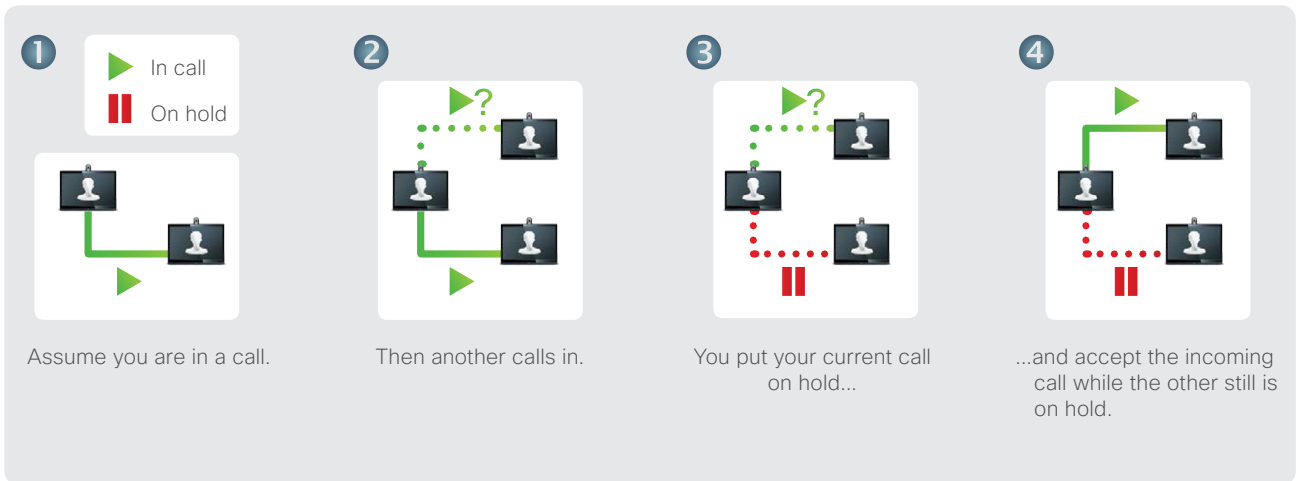 1
In call
On hold
Assume you are in a call.
2
?
Then another calls in.
3
?
You put your current call
on hold...
4
...and accept the incoming
call while the other still is
on hold.